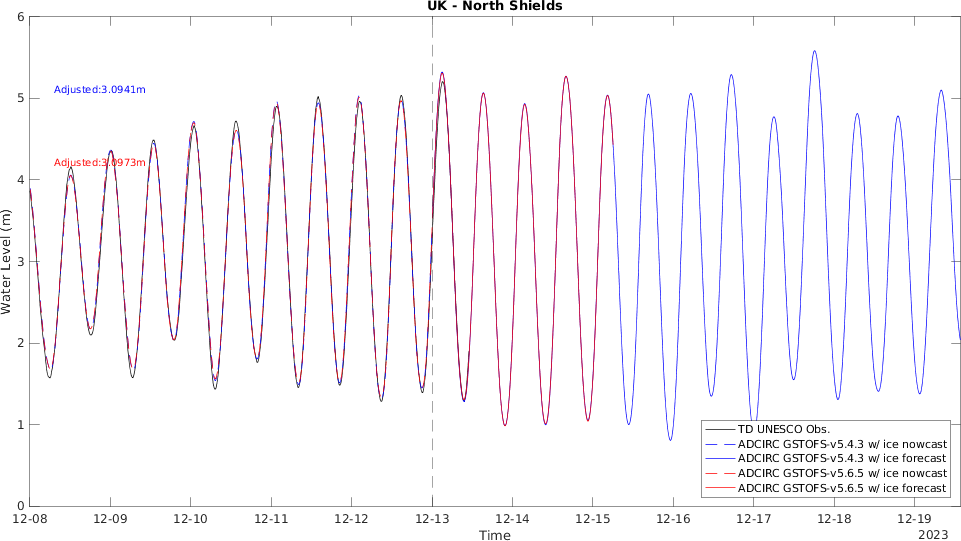 UK - North Shields
6
5
4
3
2
1
0
Water Level (m)
Adjusted:3.0941m
Adjusted:3.0973m
TD UNESCO Obs.
ADCIRC GSTOFS-v5.4.3 w/ ice nowcast
ADCIRC GSTOFS-v5.4.3 w/ ice forecast
ADCIRC GSTOFS-v5.6.5 w/ ice nowcast
ADCIRC GSTOFS-v5.6.5 w/ ice forecast
12-08 12-09 12-10 12-11 12-12 12-13 12-14 12-15 12-16 12-17 12-18 12-19
Time
2023